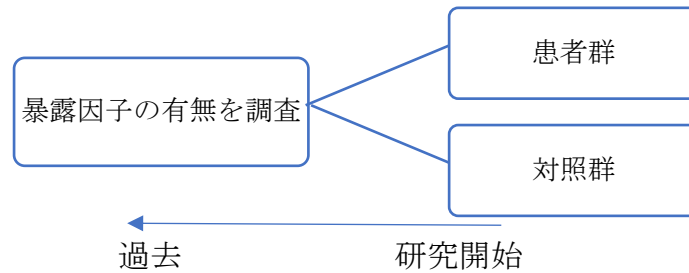 患者群
暴露因子の有無を調査
対照群
過去
研究開始